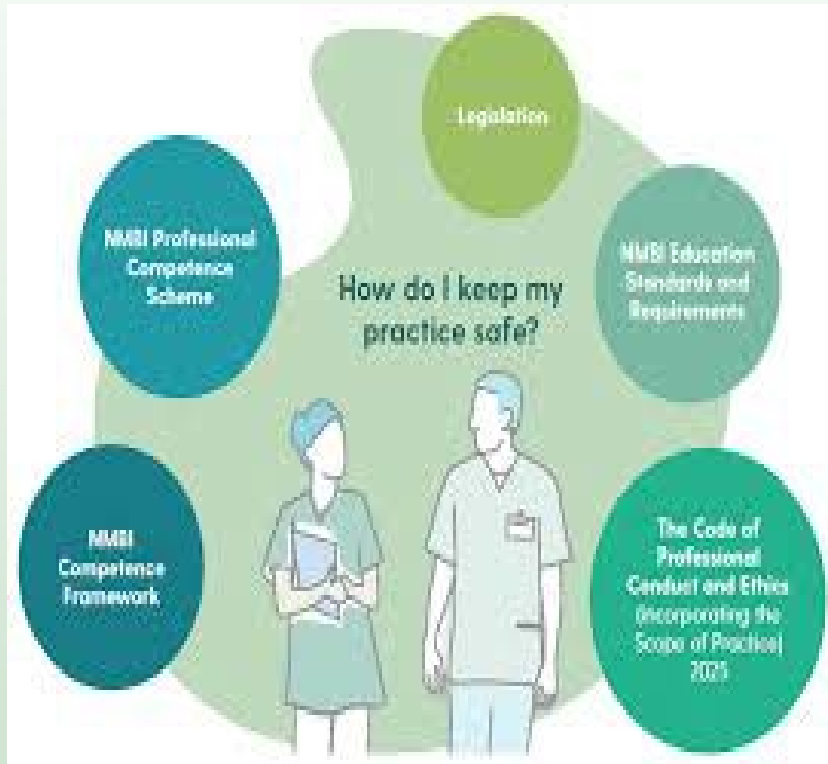 Legislation
NMBI Professional
Competence
Scheme
NMBI Education
Standards and
Requirements
How do I keep my
practice safe?
NMBI
Competence
Framework
The Code of
Professional
Conduct and Ethics
(Incorporating the
Scope of Practice)
2025